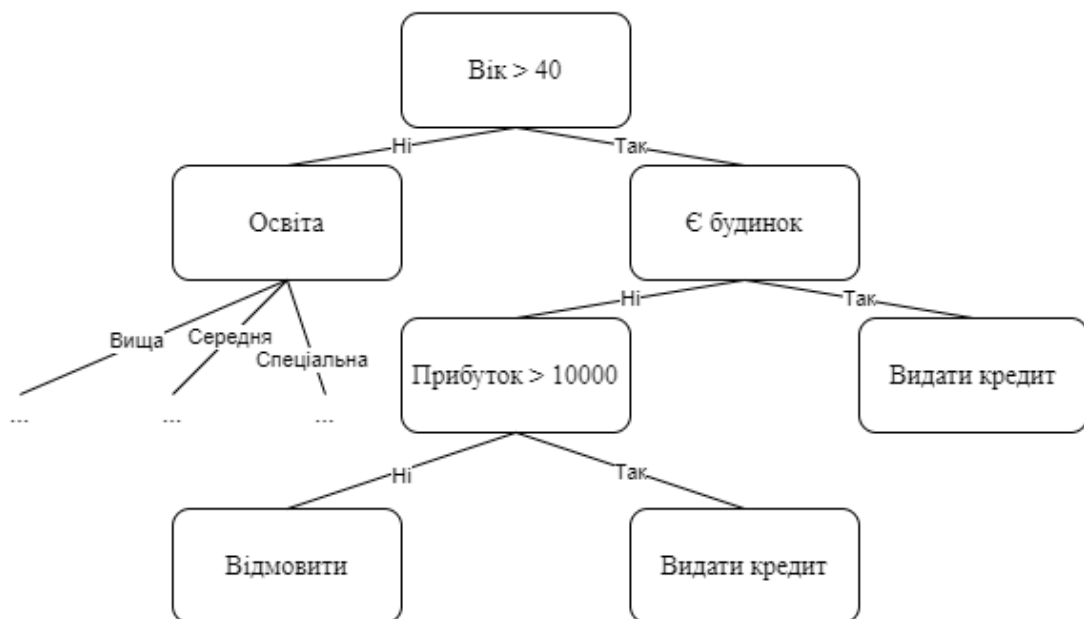 Вік > 40
Ні
Так
Освіта
Є будинок
Вища
Середня
Спеціальна
Ні
Так
Прибуток > 10000
Видати кредит
...
...
...
Ні
Так
Відмовити
Видати кредит